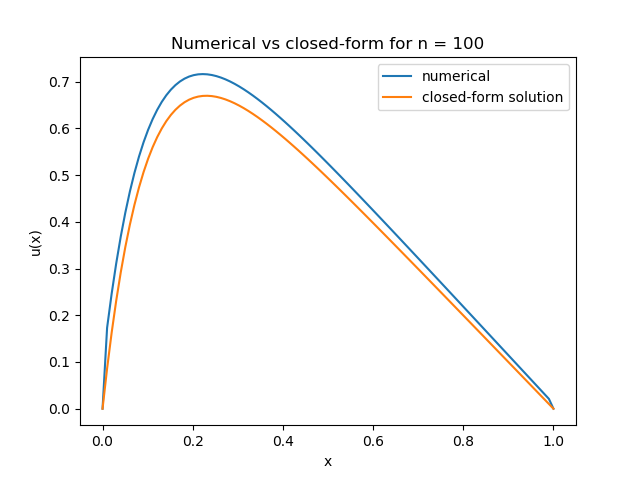 Numerical vs closed-form for n = 100
numerical
closed-form solution
0.7
0.6
0.5
0.4
0.3
0.2
0.1
0.0
u(x)
0.0 0.2 0.4 0.6 0.8 1.0
x